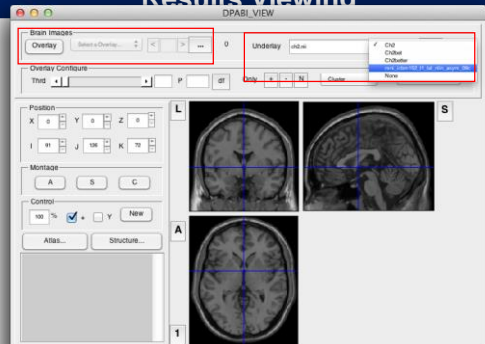 Results Viewing
DPABI_VIEW
Brain Images
Overlay Select a Overlay... < > ... 0 Underlay ch2.nii ✓ Ch2
Ch2bet
Ch2better
None
Overlay Configure
Thrd P df Only + - N Cluster
Position
X 0 Y 0 Z 0
I 91 J 126 K 72
Montage
A S C
Control
100 % + Y New
Atlas... Structure...
L
S
A
1